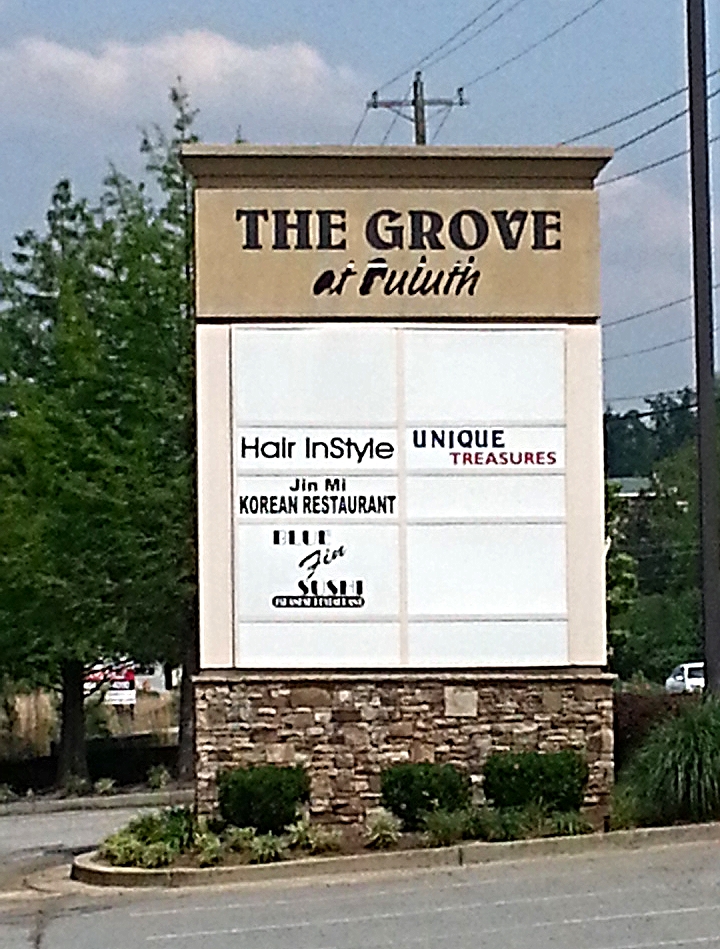 THE GROVE
at Duluth
Hair InStyle
UNIQUE
TREASURES
Jin Mi
KOREAN RESTAURANT
BLUE
Fin
SUSHI